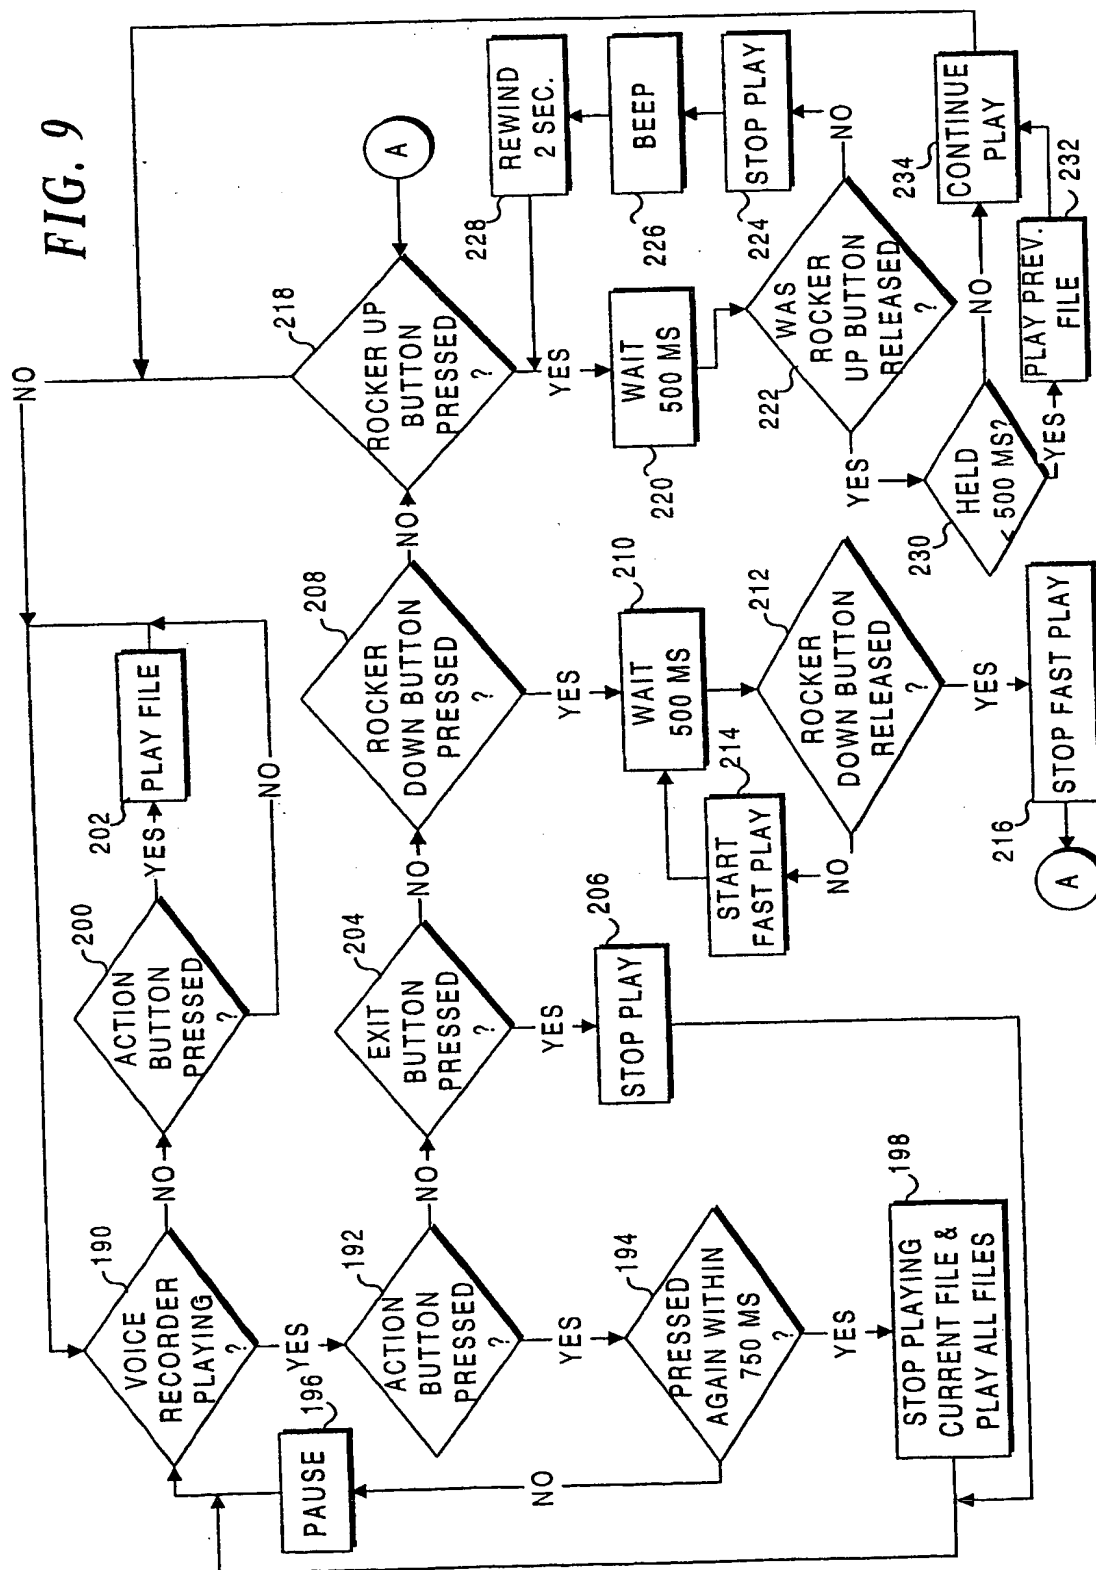 FIG. 9
190
VOICE
RECORDER
PLAYING
?
NO
200
ACTION
BUTTON
PRESSED
?
YES
202
PLAY FILE
NO
NO
YES
196
PAUSE
192
ACTION
BUTTON
PRESSED
?
NO
204
EXIT
BUTTON
PRESSED
?
NO
208
ROCKER
DOWN BUTTON
PRESSED
?
NO
218
ROCKER UP
BUTTON
PRESSED
?
A
YES
194
PRESSED
AGAIN WITHIN
750 MS
?
NO
YES
198
STOP PLAYING
CURRENT FILE &
PLAY ALL FILES
YES
206
STOP PLAY
YES
210
WAIT
500 MS
212
ROCKER
DOWN BUTTON
RELEASED
?
NO
214
START
FAST PLAY
YES
216
STOP FAST PLAY
A
YES
220
WAIT
500 MS
222
WAS
ROCKER
UP BUTTON
RELEASED
?
NO
224
STOP PLAY
226
BEEP
228
REWIND
2 SEC.
YES
230
HELD
< 500 MS?
NO
YES
232
PLAY PREV.
FILE
234
CONTINUE
PLAY